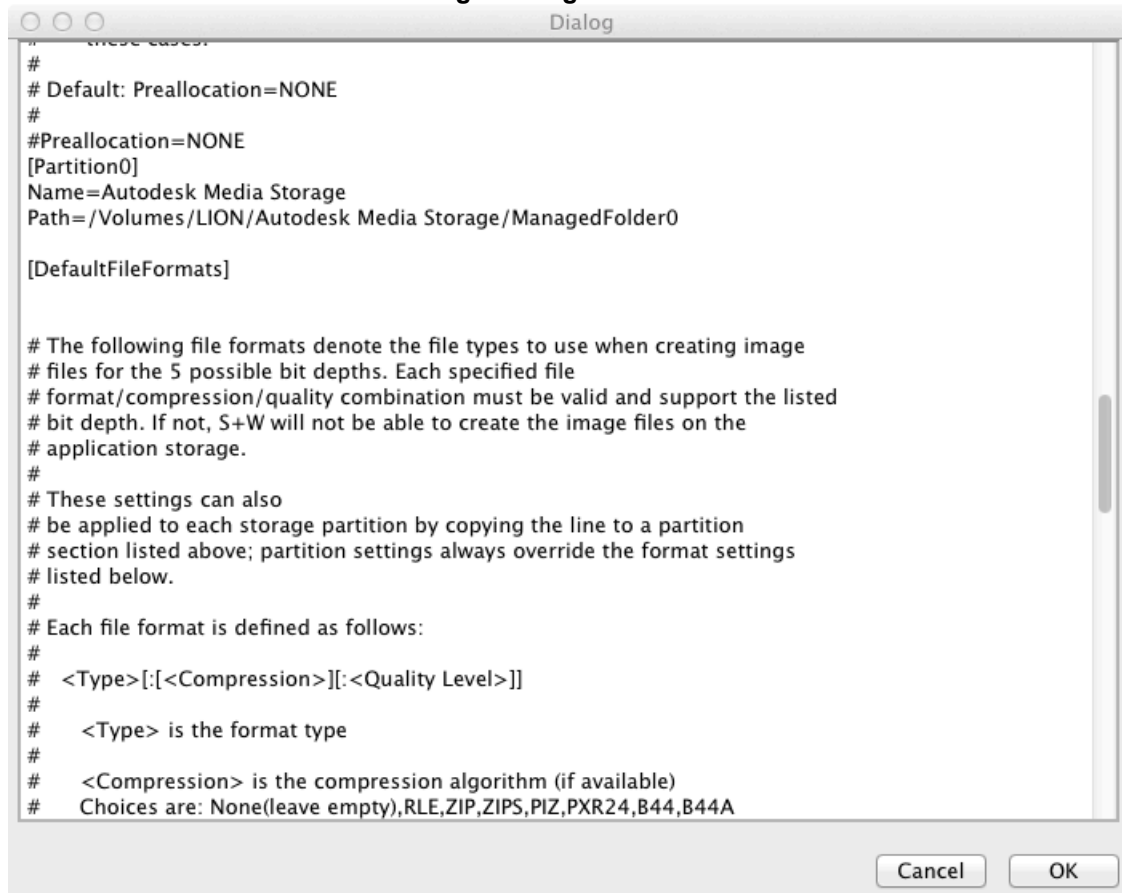 Dialog
#
# Default: Preallocation=NONE
#
#Preallocation=NONE
[Partition0]
Name=Autodesk Media Storage
Path=/Volumes/LION/Autodesk Media Storage/ManagedFolder0
[DefaultFileFormats]
# The following file formats denote the file types to use when creating image
# files for the 5 possible bit depths. Each specified file
# format/compression/quality combination must be valid and support the listed
# bit depth. If not, S+W will not be able to create the image files on the
# application storage.
#
# These settings can also
# be applied to each storage partition by copying the line to a partition
# section listed above; partition settings always override the format settings
# listed below.
#
# Each file format is defined as follows:
#
# <Type>[:[<Compression>][:<Quality Level>]]
#
# <Type> is the format type
#
# <Compression> is the compression algorithm (if available)
# Choices are: None(leave empty),RLE,ZIP,ZIPS,PIZ,PXR24,B44,B44A
Cancel OK